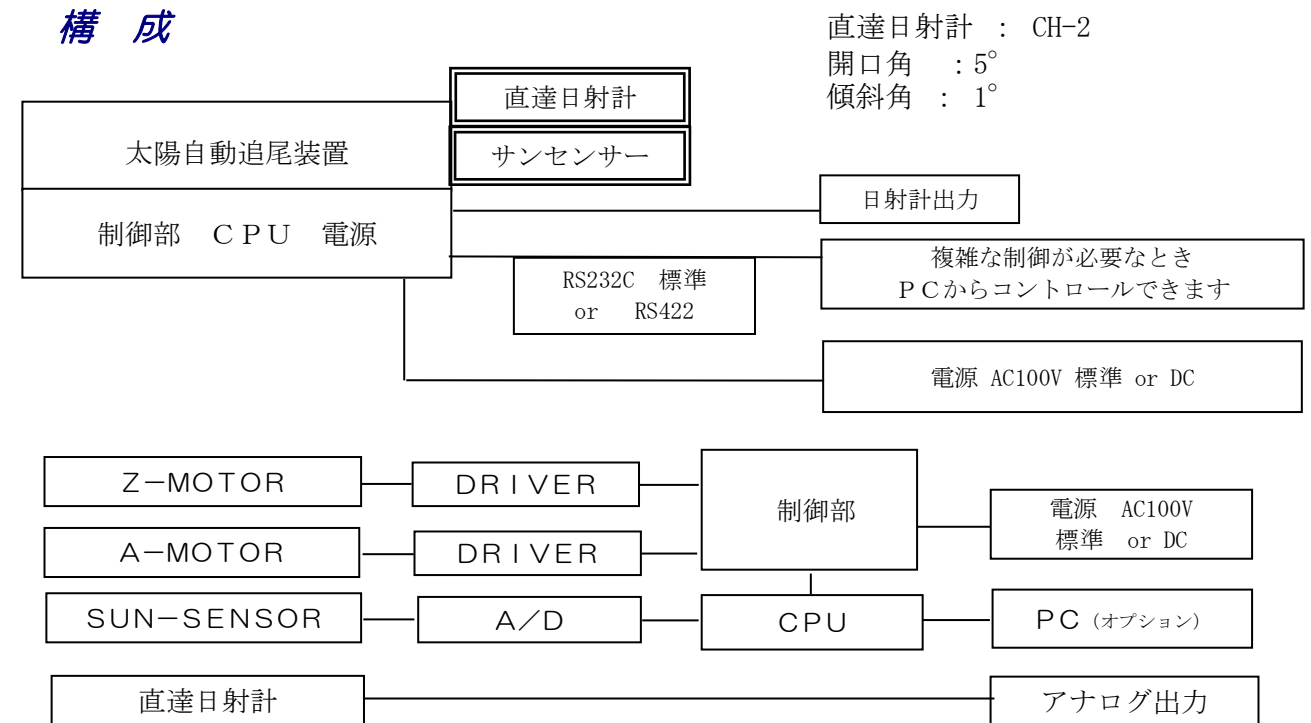 構 成
直達日射計 : CH-2
開口角 :5°
傾斜角 : 1°
直達日射計
太陽自動追尾装置
サンセンサー
日射計出力
制御部 CPU 電源
複雑な制御が必要なとき
PCからコントロールできます
RS232C 標準
or RS422
電源 AC100V 標準 or DC
Z-MOTOR
DRIVER
制御部
電源 AC100V
標準 or DC
A-MOTOR
DRIVER
SUN-SENSOR
A/D
CPU
PC(オプション)
直達日射計
アナログ出力